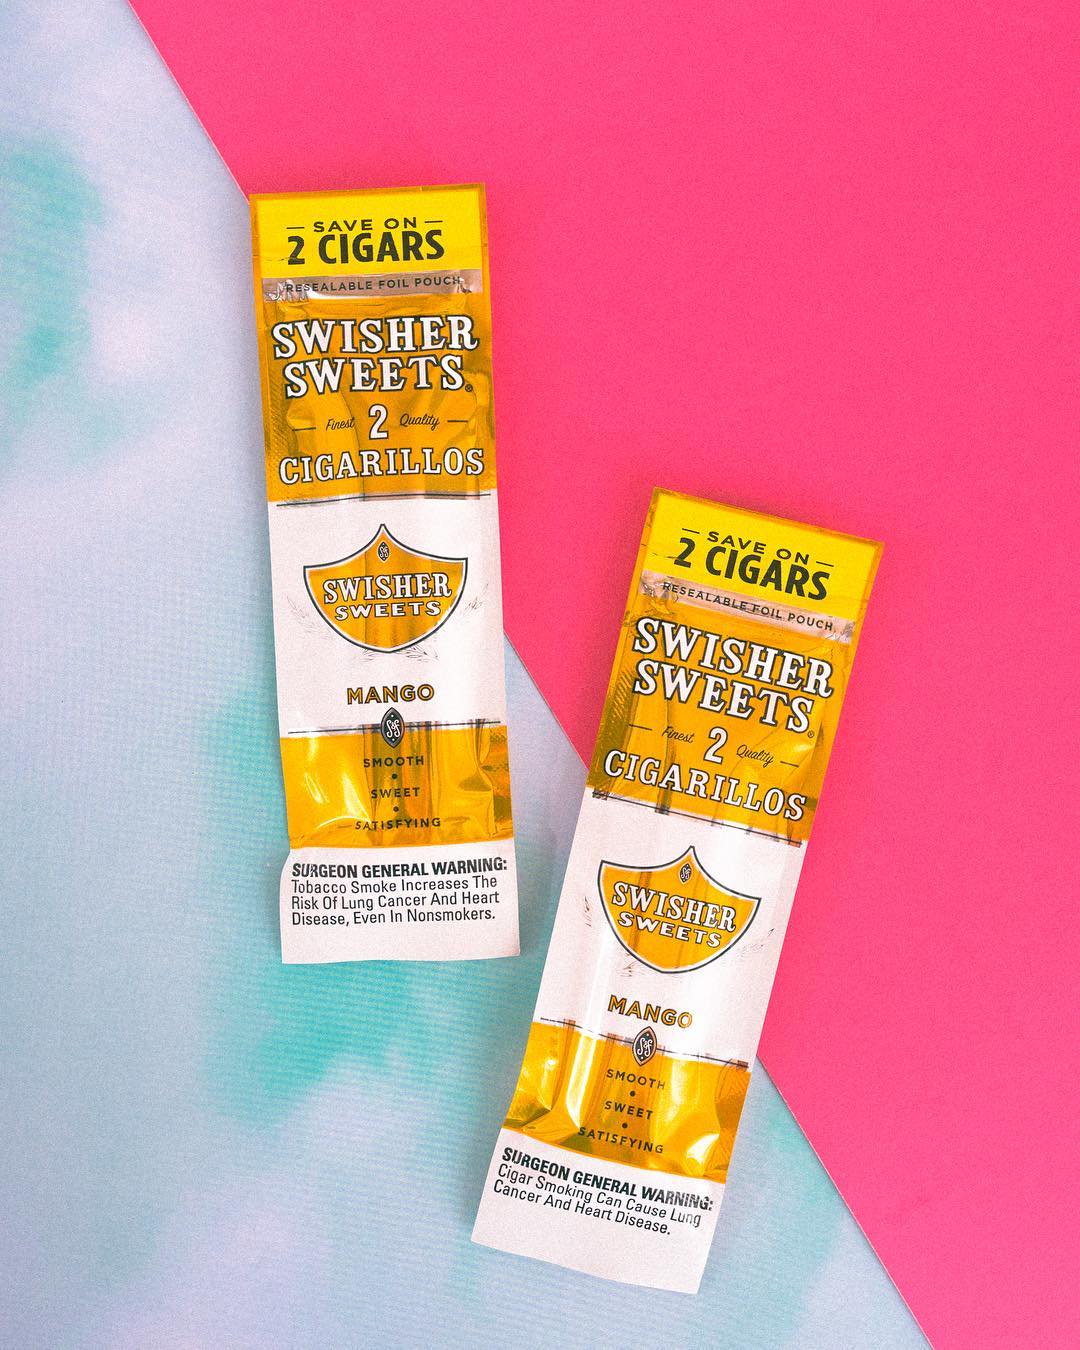 — SAVE ON —
2 CIGARS
RESEALABLE FOIL POUCH
SWISHER
SWEETS®
Finest 2 Quality
CIGARILLOS
S&S
SWISHER
SWEETS
MANGO
S&S
SMOOTH
•
SWEET
•
SATISFYING
SURGEON GENERAL WARNING:
Tobacco Smoke Increases The
Risk Of Lung Cancer And Heart
Disease, Even In Nonsmokers.
— SAVE ON —
2 CIGARS
RESEALABLE FOIL POUCH
SWISHER
SWEETS®
Finest 2 Quality
CIGARILLOS
S&S
SWISHER
SWEETS
MANGO
S&S
SMOOTH
•
SWEET
•
SATISFYING
SURGEON GENERAL WARNING:
Cigar Smoking Can Cause Lung
Cancer And Heart Disease.